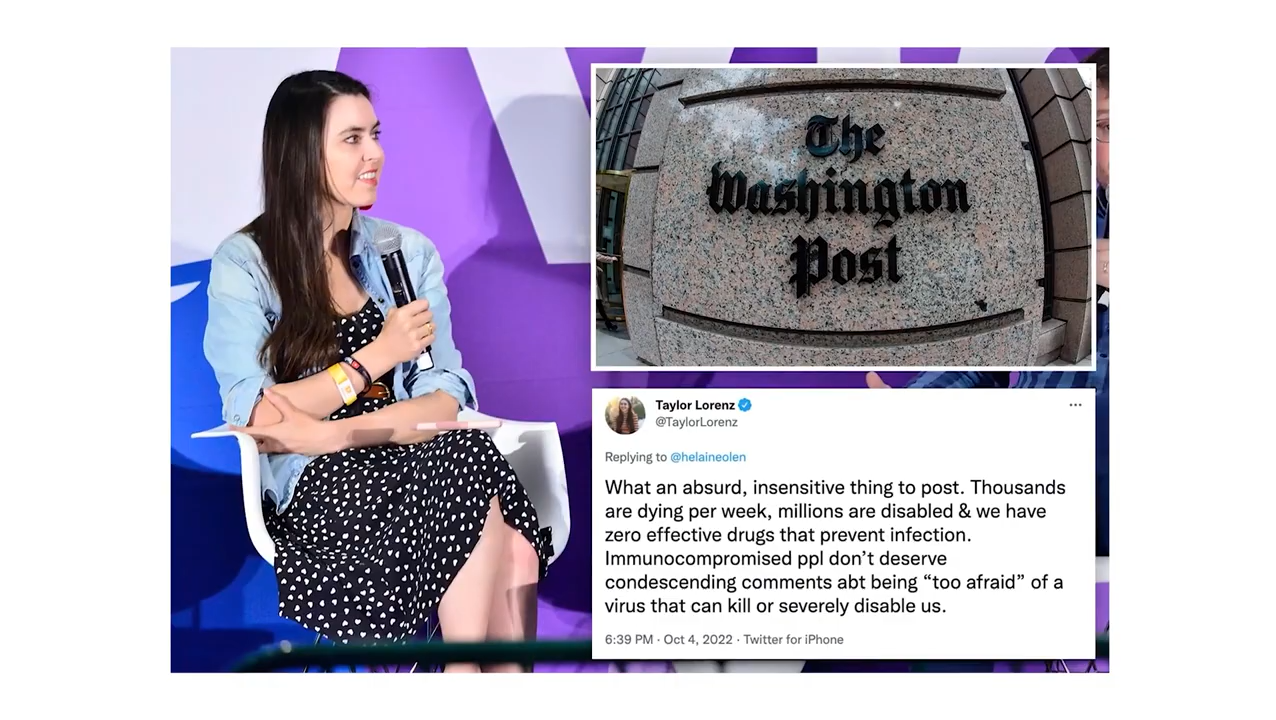 The
Washington
Post
Taylor Lorenz
@TaylorLorenz
Replying to @helaineolen
What an absurd, insensitive thing to post. Thousands
are dying per week, millions are disabled & we have
zero effective drugs that prevent infection.
Immunocompromised ppl don’t deserve
condescending comments abt being “too afraid” of a
virus that can kill or severely disable us.
6:39 PM · Oct 4, 2022 · Twitter for iPhone